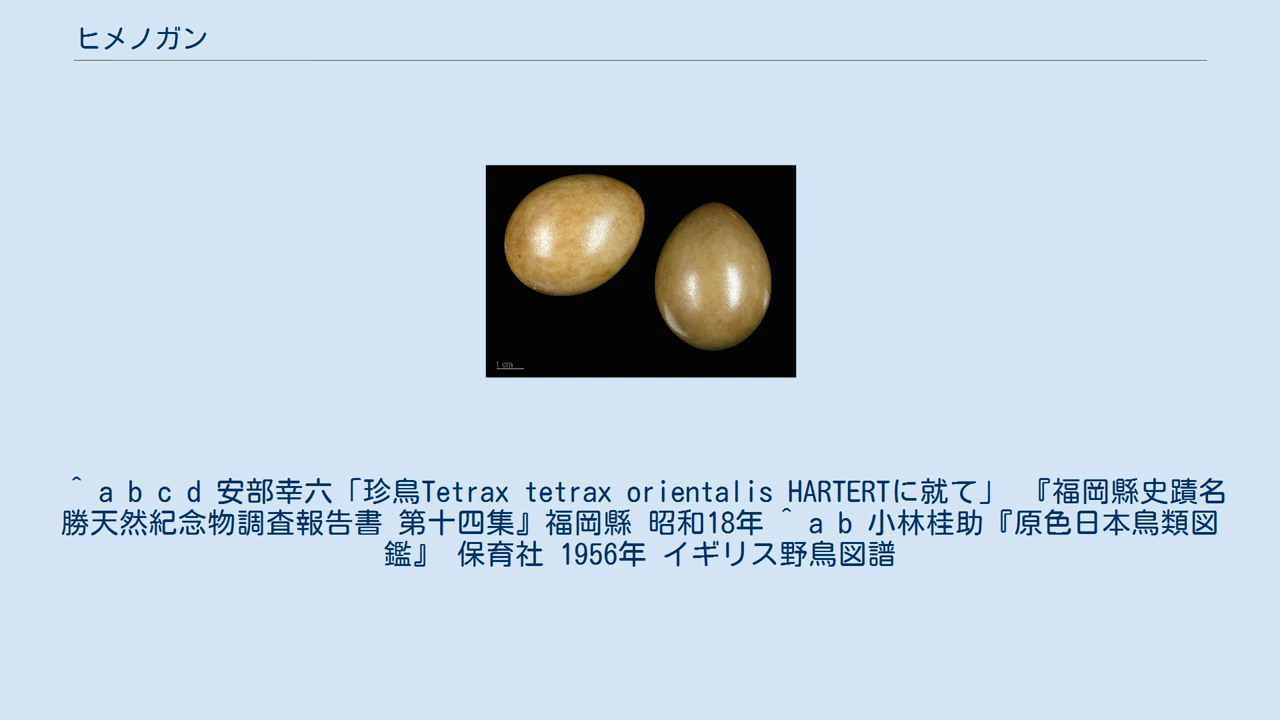 ヒメノガン
1 cm
^ a b c d 安部幸六「珍鳥Tetrax tetrax orientalis HARTERTに就て」 『福岡縣史蹟名
勝天然紀念物調査報告書 第十四集』福岡縣 昭和18年 ^ a b 小林桂助『原色日本鳥類図
鑑』 保育社 1956年 イギリス野鳥図譜